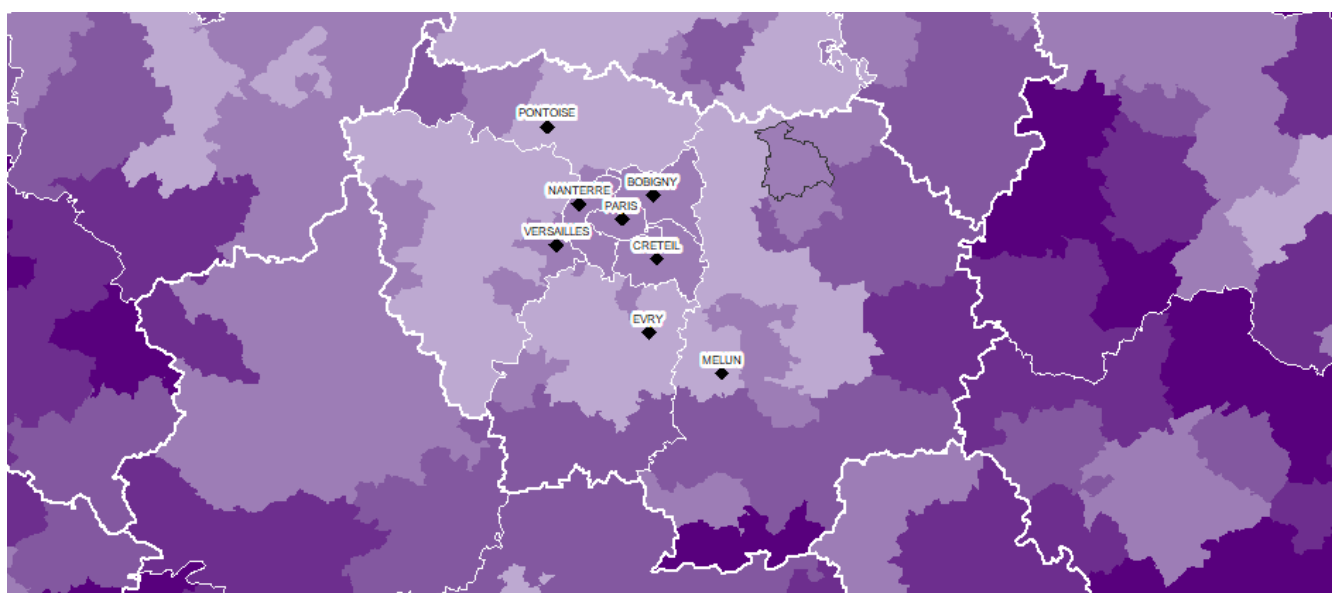 PONTOISE
BOBIGNY
NANTERRE
PARIS
VERSAILLES
CRETEIL
EVRY
MELUN